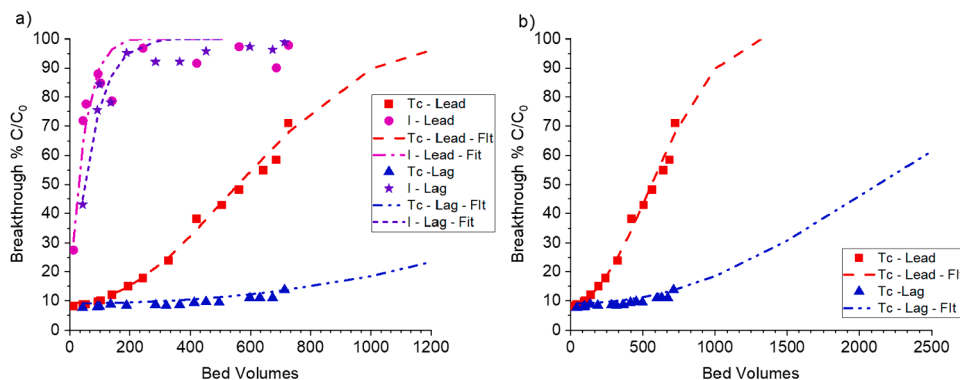 a)
100
90
80
70
60
50
40
30
20
10
0
Breakthrough % C/C0
0
200
400
600
800
1000
1200
Bed Volumes
Tc - Lead
I - Lead
Tc - Lead - FIt
I - Lead - Fit
Tc -Lag
I - Lag
Tc - Lag - FIt
I - Lag - Fit
b)
100
90
80
70
60
50
40
30
20
10
0
Breakthrough % C/C0
0
500
1000
1500
2000
2500
Bed Volumes
Tc - Lead
Tc - Lead - FIt
Tc -Lag
Tc - Lag - FIt